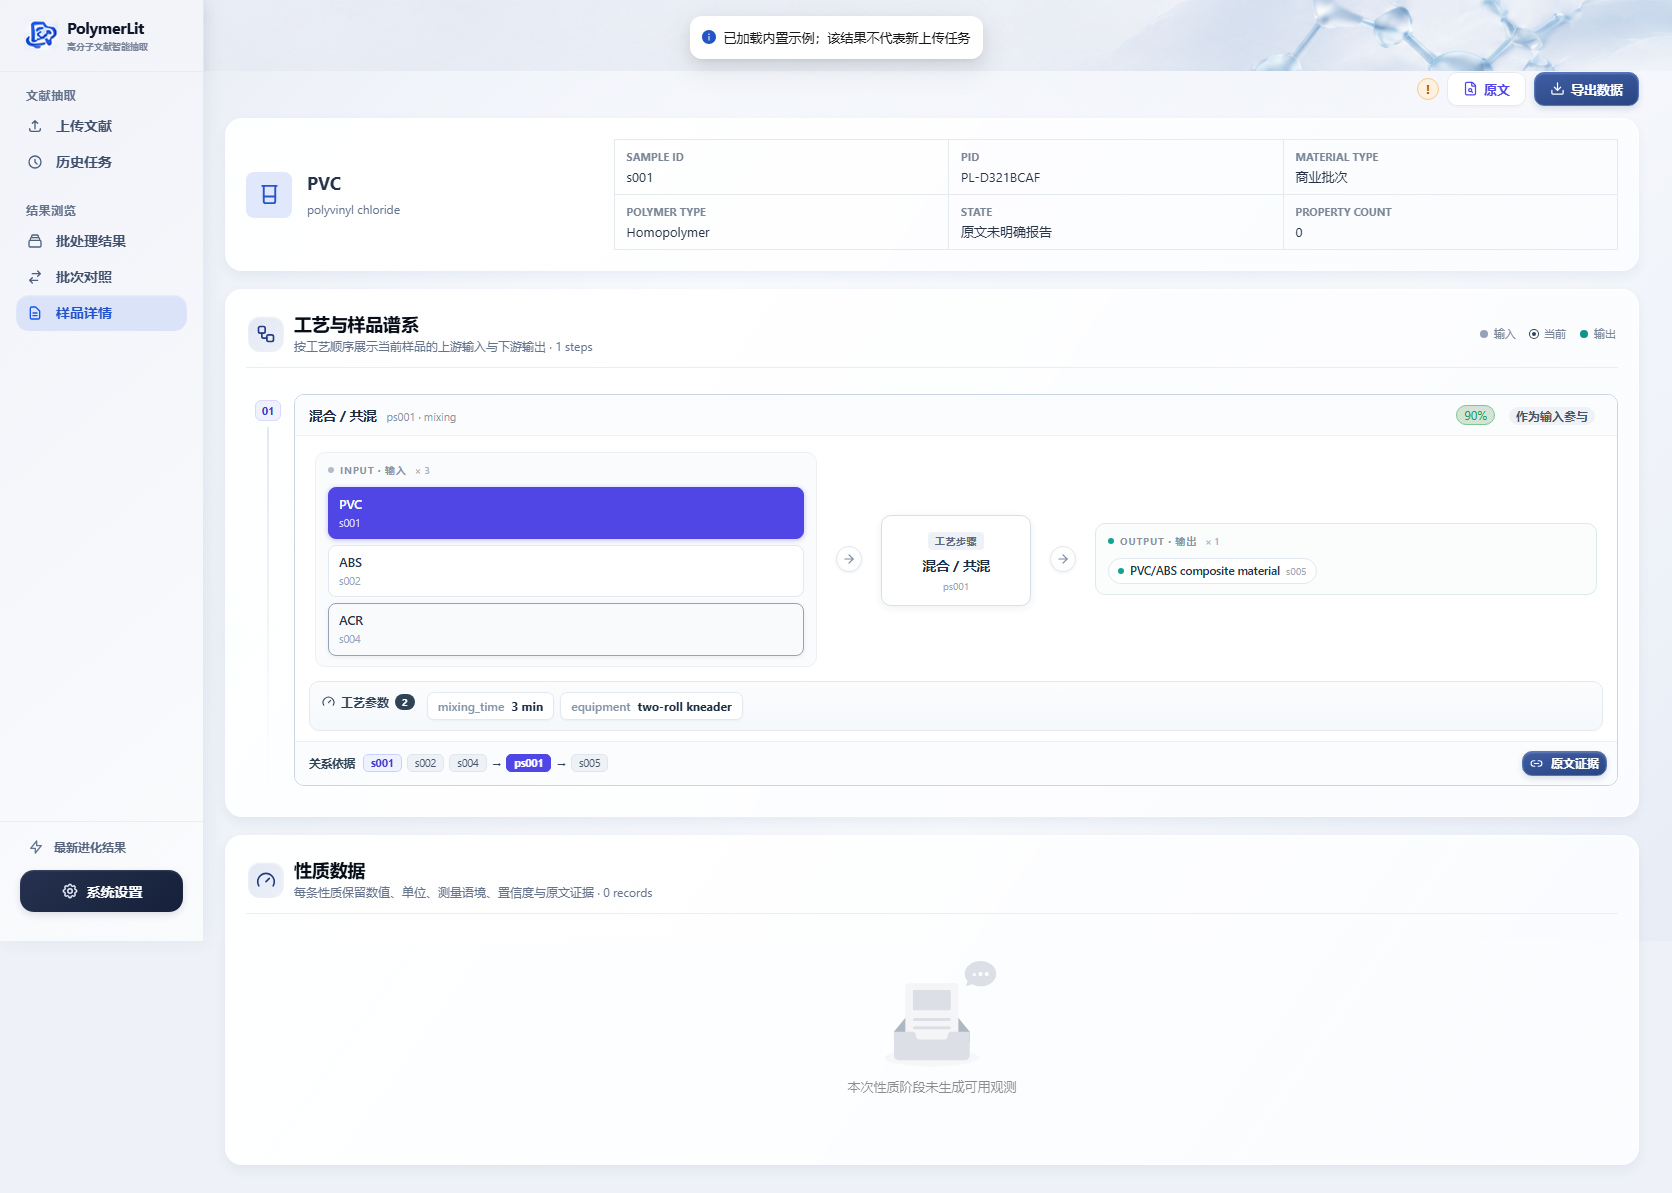 PolymerLit
高分子文献智能抽取
文献抽取
上传文献
历史任务
结果浏览
批处理结果
批次对照
样品详情
最新进化结果
系统设置
已加载内置示例；该结果不代表新上传任务
原文
导出数据
PVC
polyvinyl chloride
SAMPLE ID
s001
PID
PL-D321BCAF
MATERIAL TYPE
商业批次
POLYMER TYPE
Homopolymer
STATE
原文未明确报告
PROPERTY COUNT
0
工艺与样品谱系
按工艺顺序展示当前样品的上游输入与下游输出 · 1 steps
输入
当前
输出
01
混合 / 共混 ps001 · mixing
90%
作为输入参与
INPUT · 输入 × 3
PVC
s001
ABS
s002
ACR
s004
工艺步骤
混合 / 共混
ps001
OUTPUT · 输出 × 1
PVC/ABS composite material s005
工艺参数 2
mixing_time 3 min
equipment two-roll kneader
关系依据 s001 s002 s004 → ps001 → s005
原文证据
性质数据
每条性质保留数值、单位、测量语境、置信度与原文证据 · 0 records
本次性质阶段未生成可用观测